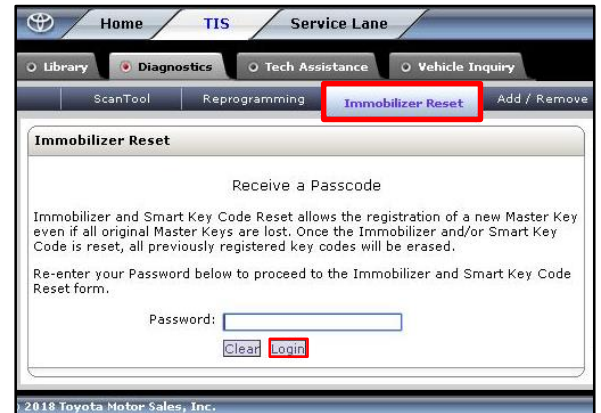 Home TIS Service Lane
Library Diagnostics Tech Assistance Vehicle Inquiry
ScanTool Reprogramming Immobilizer Reset Add / Remove
Immobilizer Reset
Receive a Passcode
Immobilizer and Smart Key Code Reset allows the registration of a new Master Key
even if all original Master Keys are lost. Once the Immobilizer and/or Smart Key
Code is reset, all previously registered key codes will be erased.
Re-enter your Password below to proceed to the Immobilizer and Smart Key Code
Reset form.
Password:
Clear Login
2018 Toyota Motor Sales, Inc.